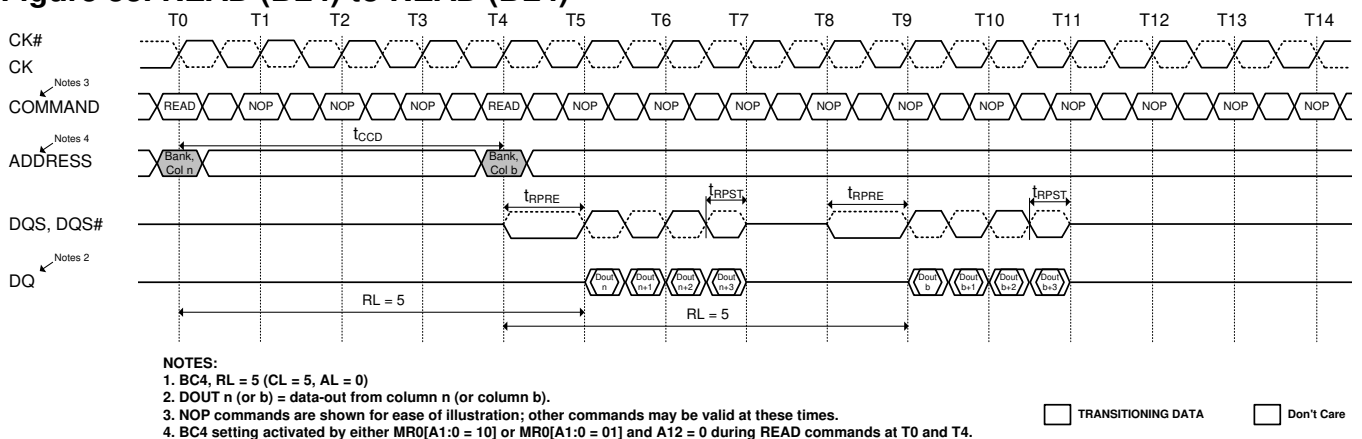 T0 T1 T2 T3 T4 T5 T6 T7 T8 T9 T10 T11 T12 T13 T14
CK#
CK
Notes 3
COMMAND READ NOP NOP NOP READ NOP NOP NOP NOP NOP NOP NOP NOP NOP NOP
tCCD
Notes 4
ADDRESS
Bank, Col n
Bank, Col b
tRPRE tRPST tRPRE tRPST
DQS, DQS#
Notes 2
DQ
Dout n
Dout n+1
Dout n+2
Dout n+3
Dout b
Dout b+1
Dout b+2
Dout b+3
RL = 5
RL = 5
NOTES:
1. BC4, RL = 5 (CL = 5, AL = 0)
2. DOUT n (or b) = data-out from column n (or column b).
3. NOP commands are shown for ease of illustration; other commands may be valid at these times.
4. BC4 setting activated by either MR0[A1:0 = 10] or MR0[A1:0 = 01] and A12 = 0 during READ commands at T0 and T4.
TRANSITIONING DATA
Don't Care